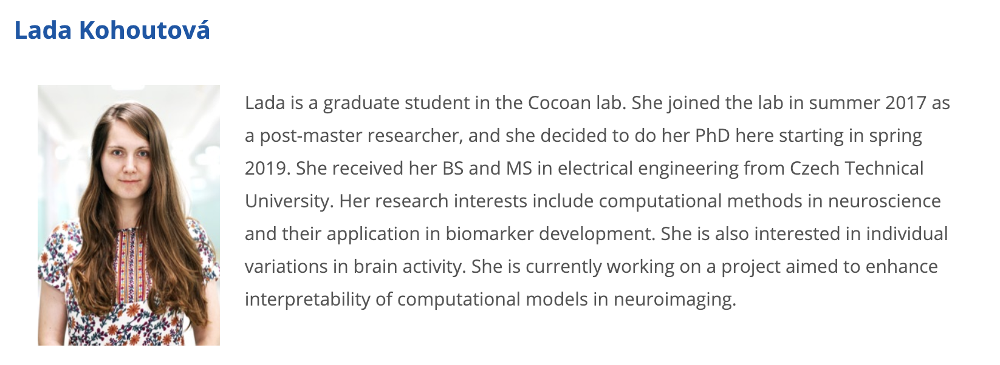 Lada Kohoutová
Lada is a graduate student in the Cocoan lab. She joined the lab in summer 2017 as
a post-master researcher, and she decided to do her PhD here starting in spring
2019. She received her BS and MS in electrical engineering from Czech Technical
University. Her research interests include computational methods in neuroscience
and their application in biomarker development. She is also interested in individual
variations in brain activity. She is currently working on a project aimed to enhance
interpretability of computational models in neuroimaging.